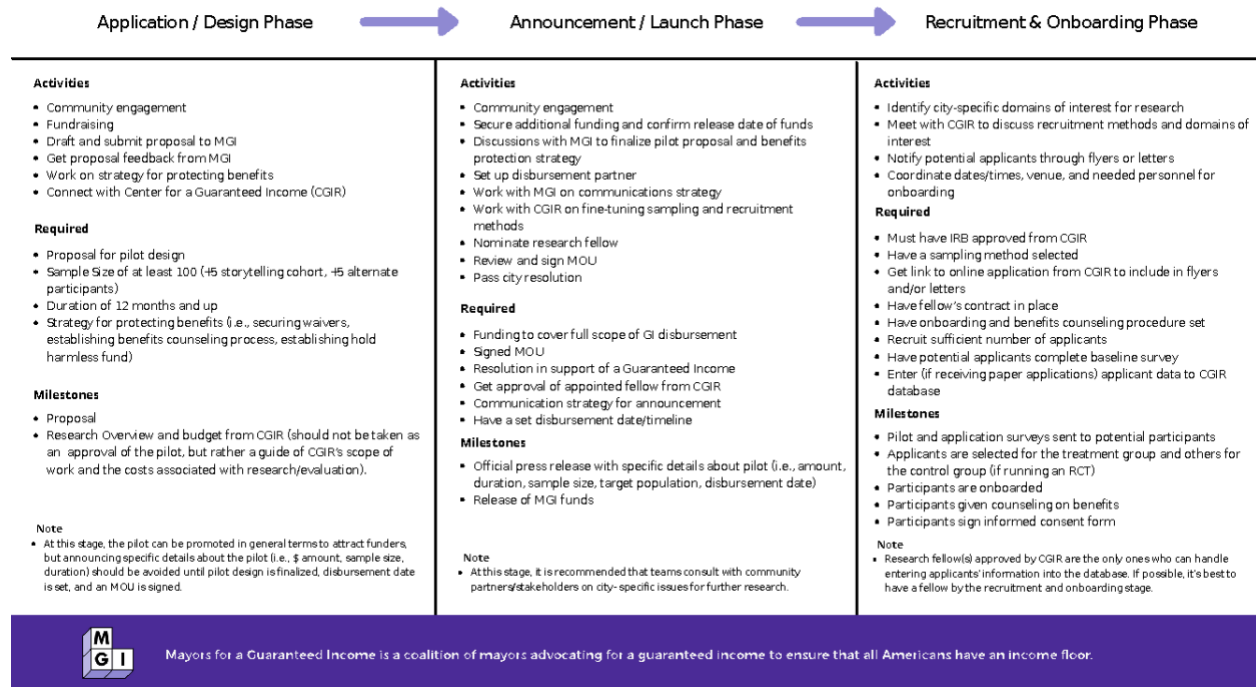 Application / Design Phase
Announcement / Launch Phase
Recruitment & Onboarding Phase
Activities
• Community engagement
• Fundraising
• Draft and submit proposal to MGI
• Get proposal feedback from MGI
• Work on strategy for protecting benefits
• Connect with Center for a Guaranteed Income (CGIR)
Required
• Proposal for pilot design
• Sample Size of at least 100 (+5 storytelling cohort, +5 alternate
participants)
• Duration of 12 months and up
• Strategy for protecting benefits (i.e., securing waivers,
establishing benefits counseling process, establishing hold
harmless fund)
Milestones
• Proposal
• Research Overview and budget from CGIR (should not be taken as
an approval of the pilot, but rather a guide of CGIR's scope of
work and the costs associated with research/evaluation).
Note
• At this stage, the pilot can be promoted in general terms to attract funders,
but announcing specific details about the pilot (i.e., $ amount, sample size,
duration) should be avoided until pilot design is finalized, disbursement date
is set, and an MOU is signed.
Activities
• Community engagement
• Secure additional funding and confirm release date of funds
• Discussions with MGI to finalize pilot proposal and benefits
protection strategy
• Set up disbursement partner
• Work with MGI on communications strategy
• Work with CGIR on fine-tuning sampling and recruitment
methods
• Nominate research fellow
• Review and sign MOU
• Pass city resolution
Required
• Funding to cover full scope of GI disbursement
• Signed MOU
• Resolution in support of a Guaranteed Income
• Get approval of appointed fellow from CGIR
• Communication strategy for announcement
• Have a set disbursement date/timeline
Milestones
• Official press release with specific details about pilot (i.e., amount,
duration, sample size, target population, disbursement date)
• Release of MGI funds
Note
• At this stage, it is recommended that teams consult with community
partners/stakeholders on city-specific issues for further research.
Activities
• Identify city-specific domains of interest for research
• Meet with CGIR to discuss recruitment methods and domains of
interest
• Notify potential applicants through flyers or letters
• Coordinate dates/times, venue, and needed personnel for
onboarding
Required
• Must have IRB approved from CGIR
• Have a sampling method selected
• Get link to online application from CGIR to include in flyers
and/or letters
• Have fellow's contract in place
• Have onboarding and benefits counseling procedure set
• Recruit sufficient number of applicants
• Have potential applicants complete baseline survey
• Enter (if receiving paper applications) applicant data to CGIR
database
Milestones
• Pilot and application surveys sent to potential participants
• Applicants are selected for the treatment group and others for
the control group (if running an RCT)
• Participants are onboarded
• Participants given counseling on benefits
• Participants sign informed consent form
Note
• Research fellow(s) approved by CGIR are the only ones who can handle
entering applicants' information into the database. If possible, it's best to
have a fellow by the recruitment and onboarding stage.
M
G I
Mayors for a Guaranteed Income is a coalition of mayors advocating for a guaranteed income to ensure that all Americans have an income floor.